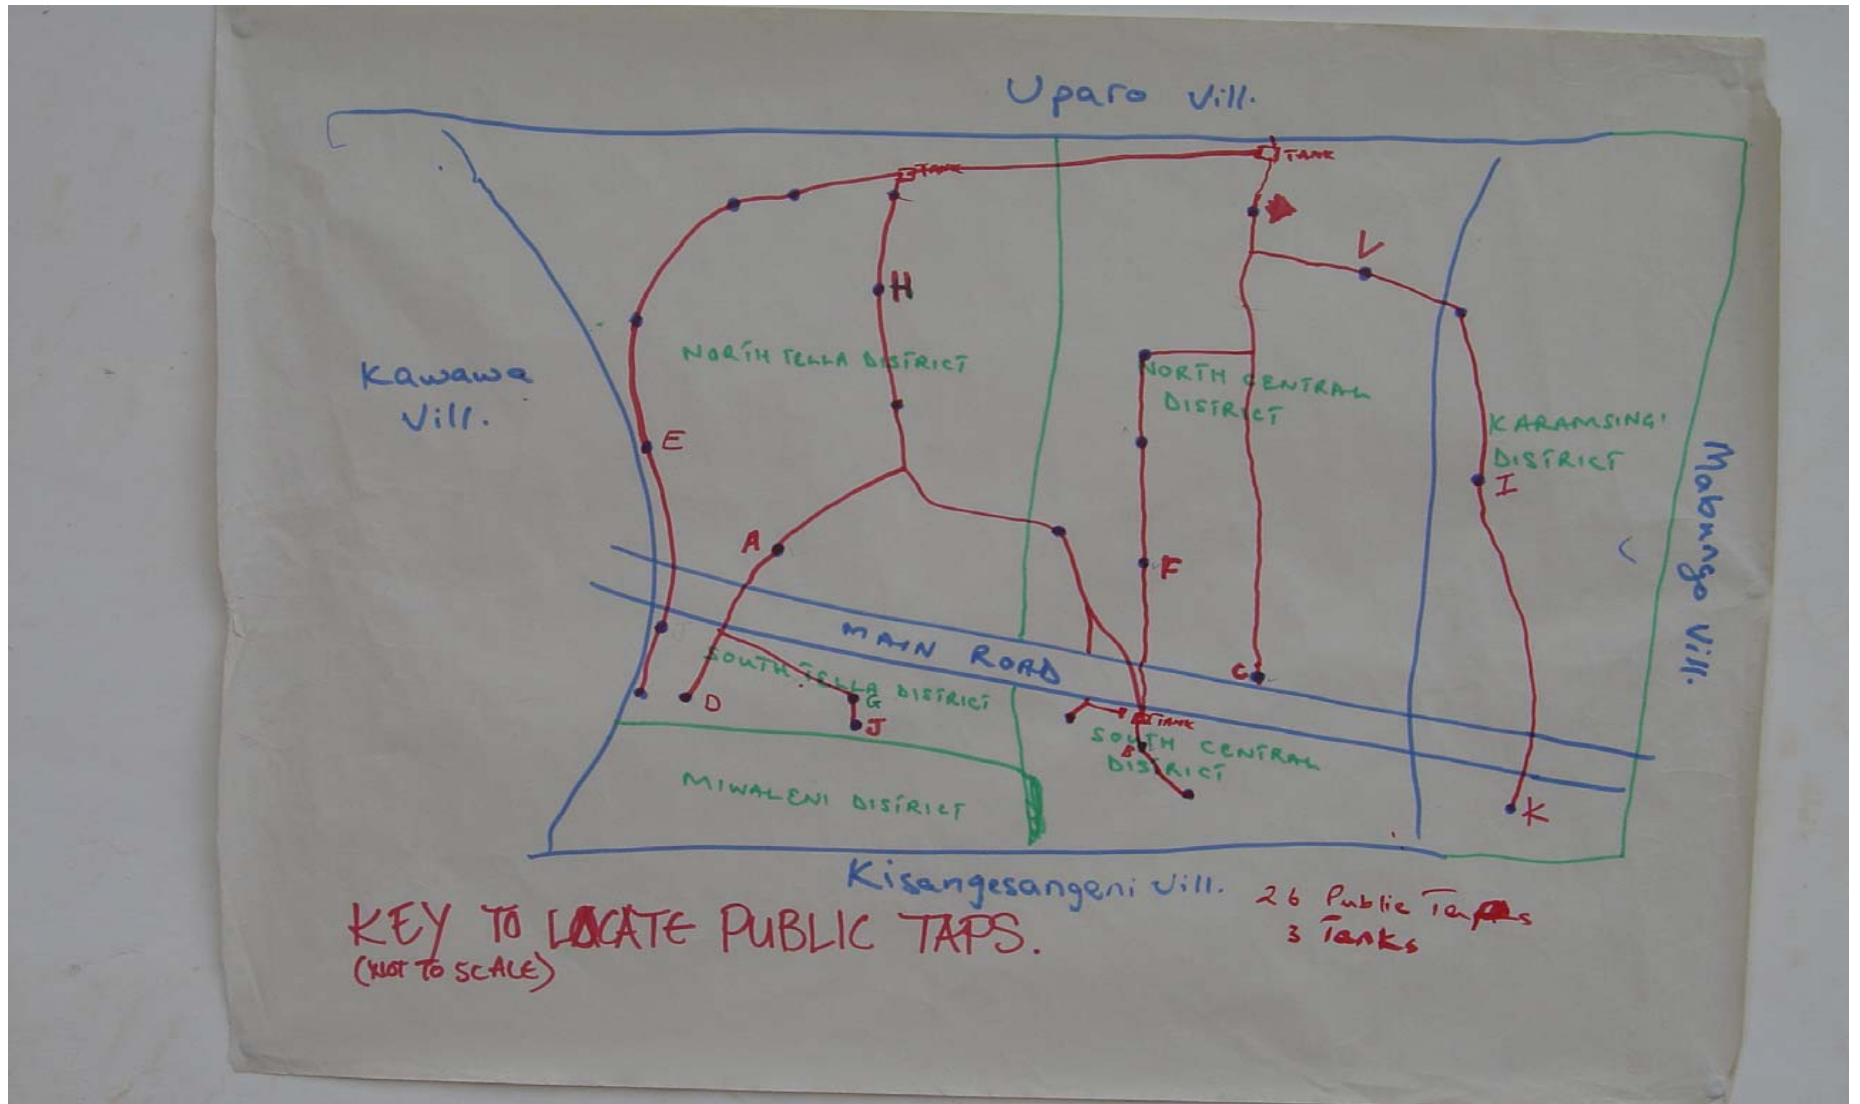 Uparo Vill.
TANK
TANK
V
H
NORTH TELLA DISTRICT
Kawawa
Vill.
NORTH CENTRAL
DISTRICT
E
KARAMSING'
DISTRICT
I
Mabungo Vill.
A
F
MAIN ROAD
C
SOUTH TELLA DISTRICT
D
G
J
TANK
SOUTH CENTRAL
DISTRICT
B
MIWALENI DISTRICT
K
Kisangesangeni Vill.
26 Public Taps
3 Tanks
KEY TO LOCATE PUBLIC TAPS.
(NOT TO SCALE)